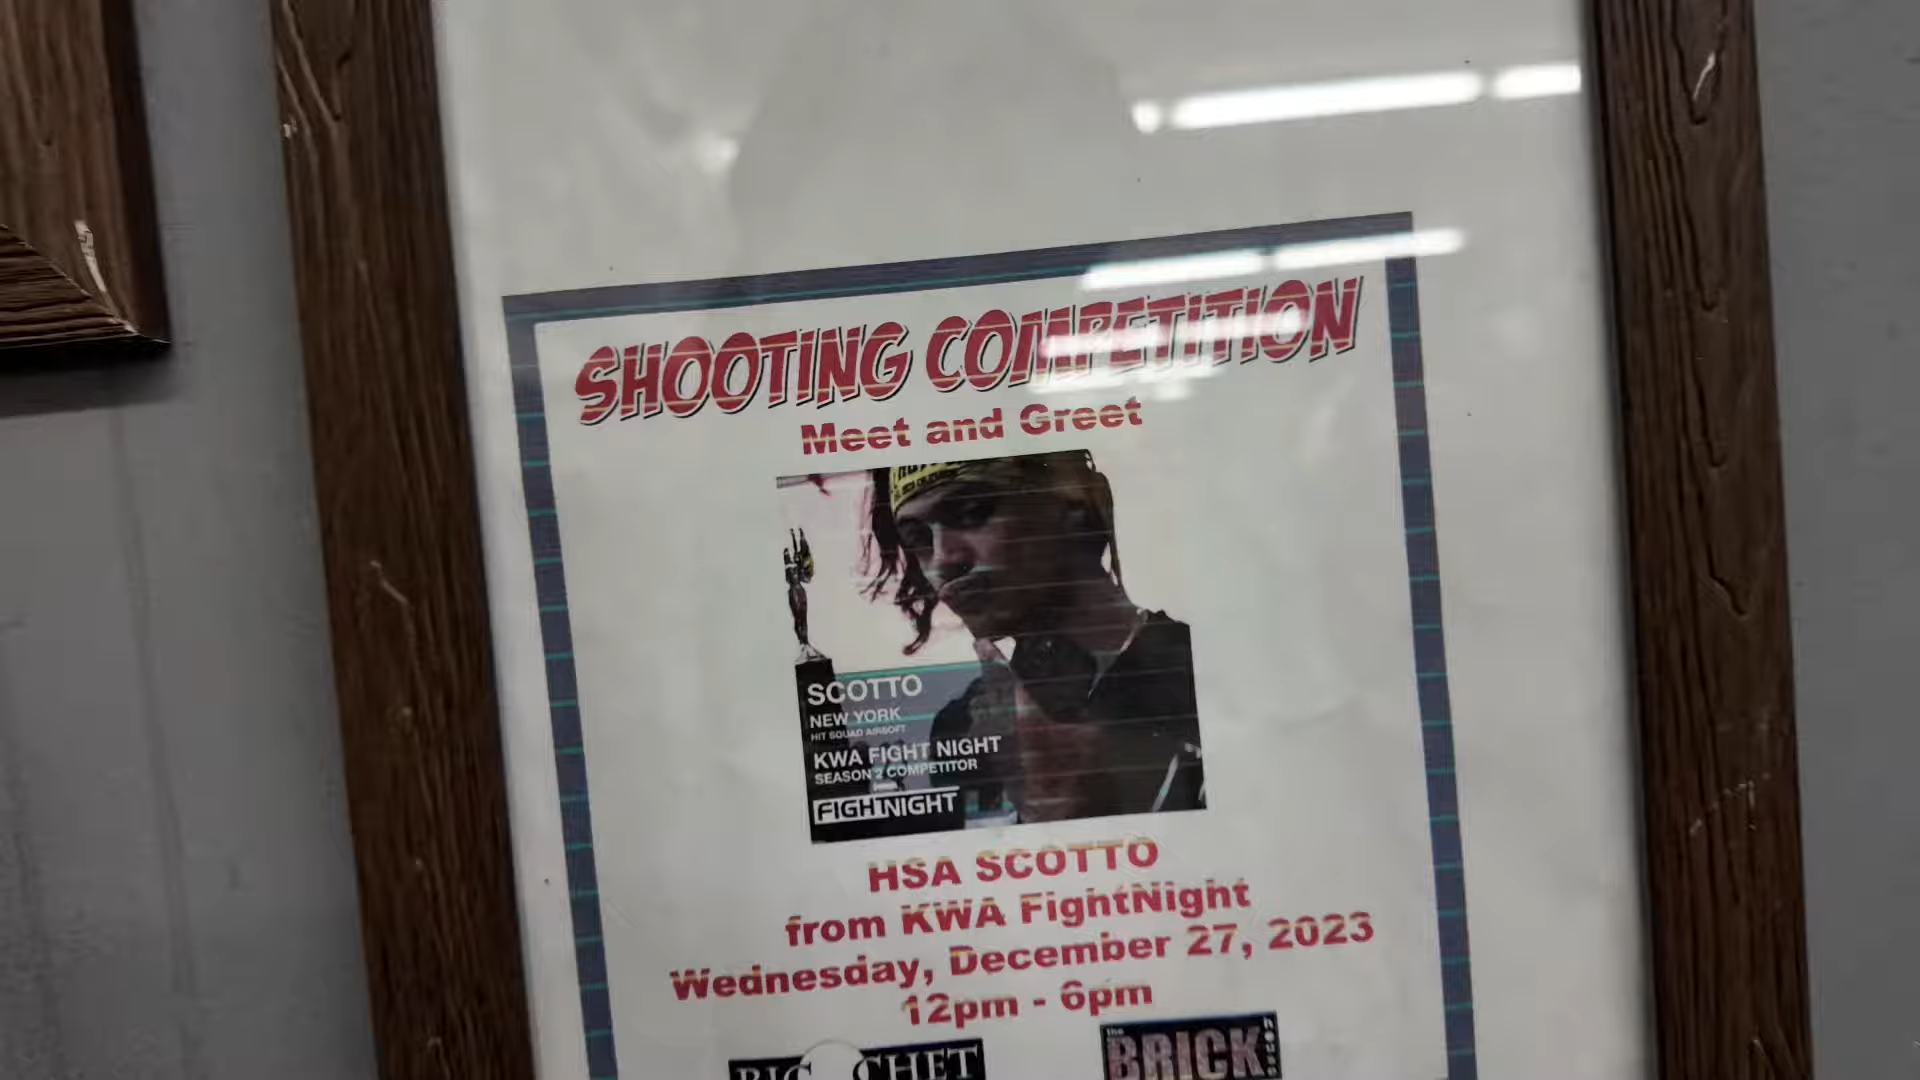 SHOOTING COMPETITION
Meet and Greet
SCOTTO
NEW YORK
HIT SQUAD AIRSOFT
KWA FIGHT NIGHT
SEASON 2 COMPETITOR
FIGHTNIGHT
HSA SCOTTO
from KWA FightNight
Wednesday, December 27, 2023
12pm - 6pm
the
BRICK